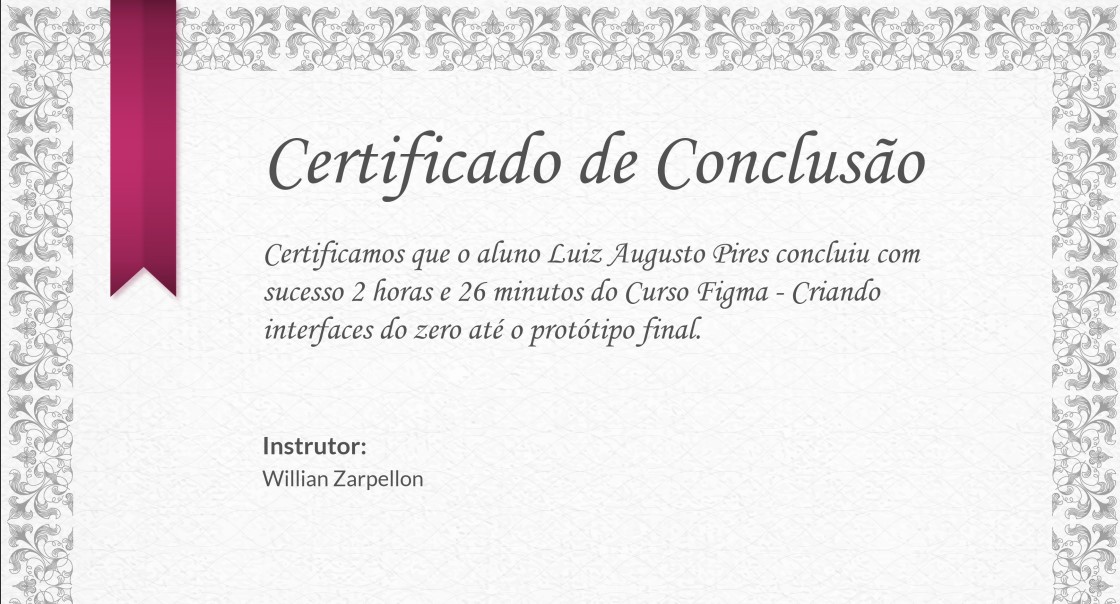 Certificado de Conclusão
Certificamos que o aluno Luiz Augusto Pires concluiu com
sucesso 2 horas e 26 minutos do Curso Figma - Criando
interfaces do zero até o protótipo final.
Instrutor:
Willian Zarpellon